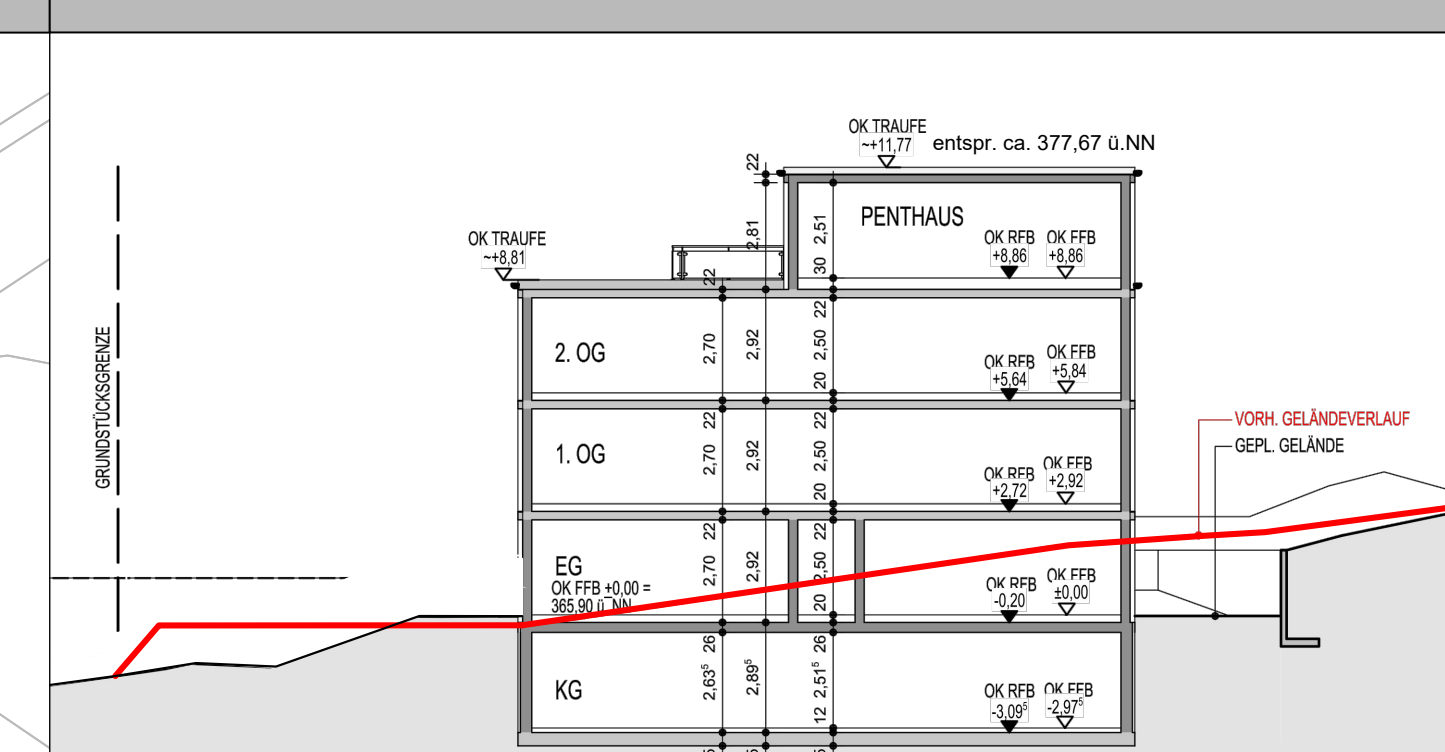 OK TRAUFE
~+11,77
entspr. ca. 377,67 ü.NN
22
2,81
2,51
30
PENTHAUS
OK RFB
+8,86
OK FFB
+8,86
OK TRAUFE
~+8,81
22
22
2. OG
2,70
2,92
2,50
20
OK RFB
+5,64
OK FFB
+5,84
GRUNDSTÜCKSGRENZE
22
22
1. OG
2,70
2,92
2,50
20
OK RFB
+2,72
OK FFB
+2,92
VORH. GELÄNDEVERLAUF
GEPL. GELÄNDE
22
22
EG
OK FFB ±0,00 =
365,90 ü. NN
2,70
2,92
2,50
20
OK RFB
-0,20
OK FFB
±0,00
26
26
KG
2,63⁵
2,89⁵
2,51⁵
12
OK RFB
-3,09⁵
OK FFB
-2,97⁵